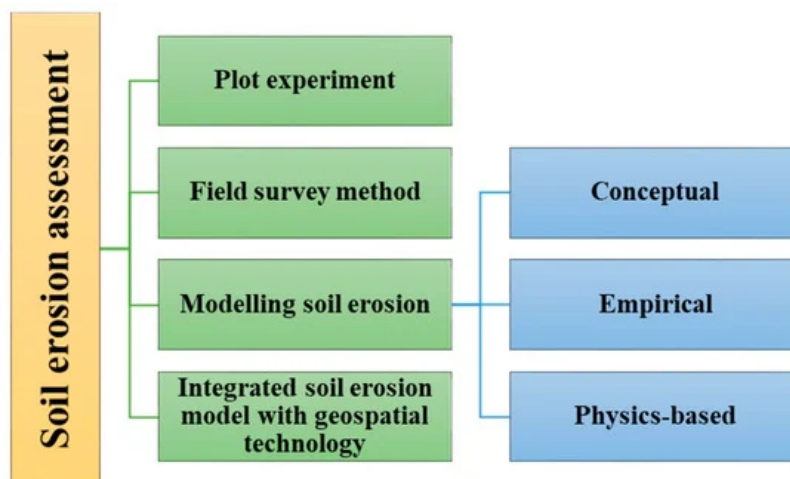 Soil erosion assessment
Plot experiment
Field survey method
Modelling soil erosion
Integrated soil erosion
model with geospatial
technology
Conceptual
Empirical
Physics-based